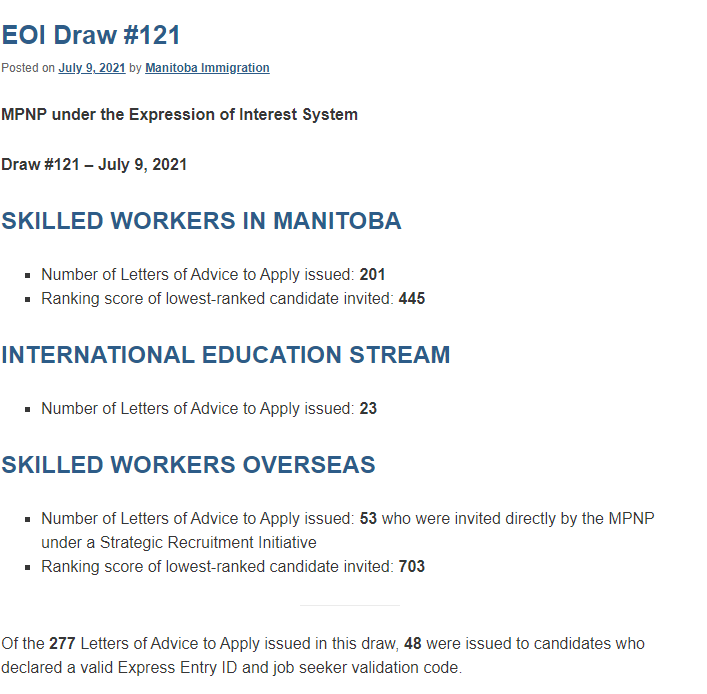 EOI Draw #121
Posted on July 9, 2021 by Manitoba Immigration
MPNP under the Expression of Interest System
Draw #121 – July 9, 2021
SKILLED WORKERS IN MANITOBA
▪ Number of Letters of Advice to Apply issued: 201
▪ Ranking score of lowest-ranked candidate invited: 445
INTERNATIONAL EDUCATION STREAM
▪ Number of Letters of Advice to Apply issued: 23
SKILLED WORKERS OVERSEAS
▪ Number of Letters of Advice to Apply issued: 53 who were invited directly by the MPNP
under a Strategic Recruitment Initiative
▪ Ranking score of lowest-ranked candidate invited: 703
Of the 277 Letters of Advice to Apply issued in this draw, 48 were issued to candidates who
declared a valid Express Entry ID and job seeker validation code.